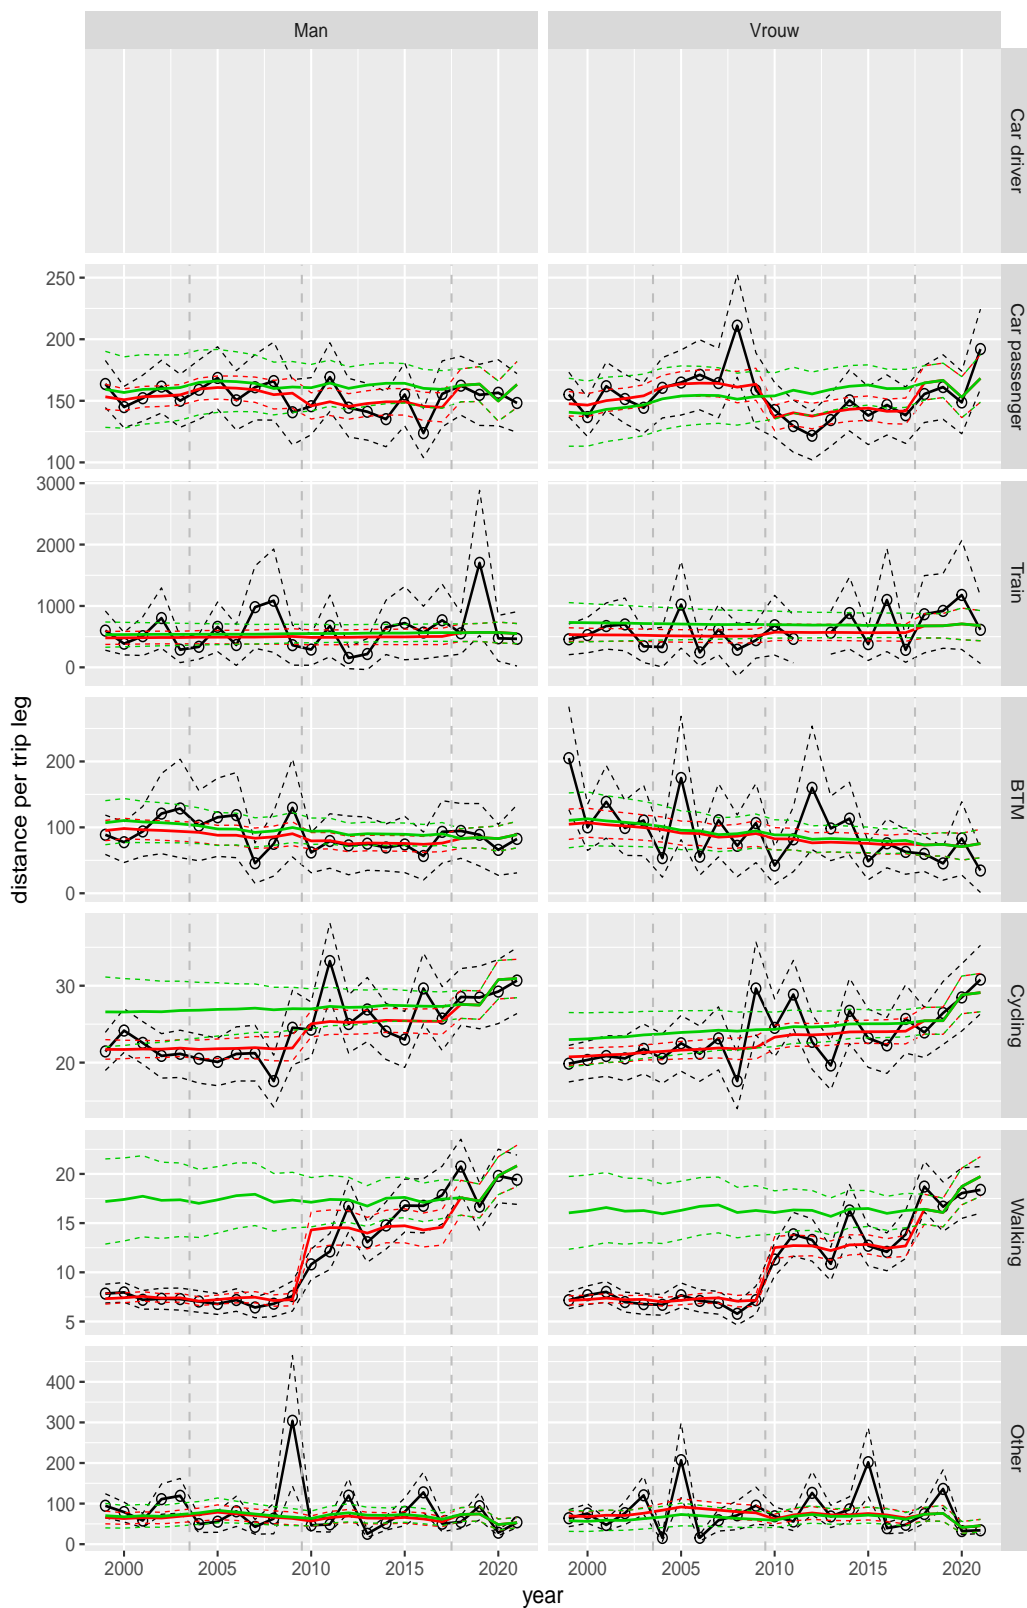 Man Vrouw
Car driver
250
200
150
100
Car passenger
3000
2000
1000
0
Train
200
100
0
BTM
30
20
Cycling
20
15
10
5
Walking
400
300
200
100
0
Other
2000 2005 2010 2015 2020 2000 2005 2010 2015 2020
year
distance per trip leg